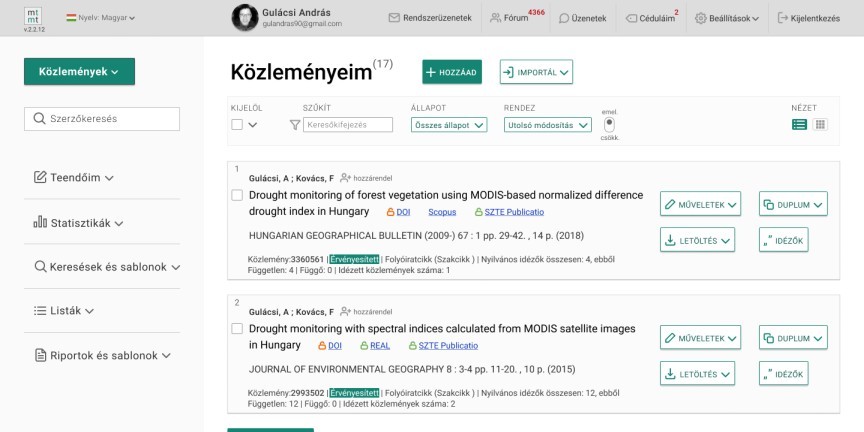 mt
mt
v.2.2.12
Nyelv: Magyar
Gulácsi András
gulandras90@gmail.com
Rendszerüzenetek
Fórum 4366
Üzenetek
Céduláim 2
Beállítások
Kijelentkezés
Közlemények
Szerzőkeresés
Teendőim
Statisztikák
Keresések és sablonok
Listák
Riportok és sablonok
Közleményeim (17)
HOZZÁAD
IMPORTÁL
KIJELÖL
SZŰKÍT
ÁLLAPOT
RENDEZ
emel.
NÉZET
Keresőkifejezés
Összes állapot
Utolsó módosítás
csökk.
1
Gulácsi, A ; Kovács, F hozzárendel
Drought monitoring of forest vegetation using MODIS-based normalized difference
drought index in Hungary DOI Scopus SZTE Publicatio
HUNGARIAN GEOGRAPHICAL BULLETIN (2009-) 67 : 1 pp. 29-42. , 14 p. (2018)
Közlemény:3360561 |Érvényesített| Folyóiratcikk (Szakcikk ) | Nyilvános idézők összesen: 4, ebből
Független: 4 | Függő: 0 | Idézett közlemények száma: 1
MŰVELETEK
DUPLUM
LETÖLTÉS
IDÉZŐK
2
Gulácsi, A ; Kovács, F hozzárendel
Drought monitoring with spectral indices calculated from MODIS satellite images
in Hungary DOI REAL SZTE Publicatio
JOURNAL OF ENVIRONMENTAL GEOGRAPHY 8 : 3-4 pp. 11-20. , 10 p. (2015)
Közlemény:2993502 |Érvényesített| Folyóiratcikk (Szakcikk ) | Nyilvános idézők összesen: 12, ebből
Független: 12 | Függő: 0 | Idézett közlemények száma: 2
MŰVELETEK
DUPLUM
LETÖLTÉS
IDÉZŐK